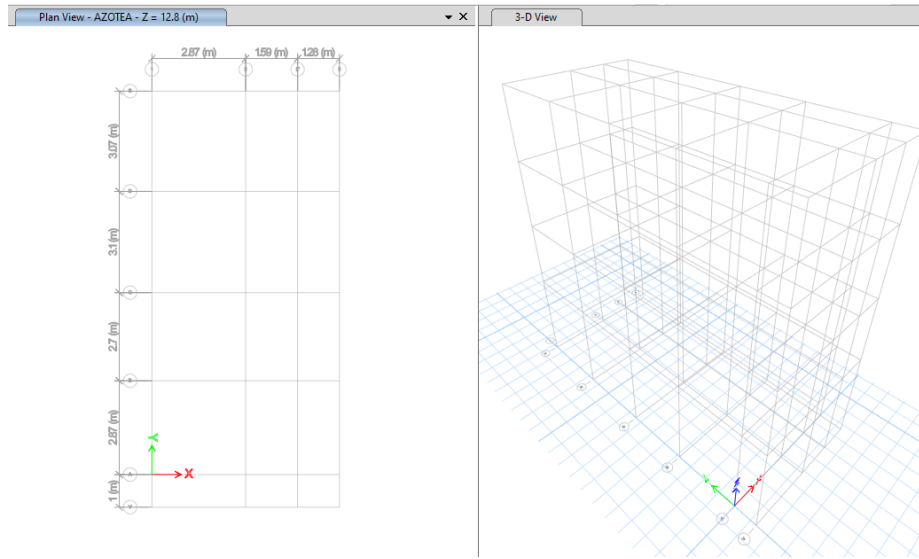 Plan View - AZOTEA - Z = 12.8 (m)
3-D View
2.87 (m)
1.59 (m)
1.28 (m)
3.07 (m)
3.1 (m)
2.7 (m)
2.87 (m)
1 (m)
Y
X